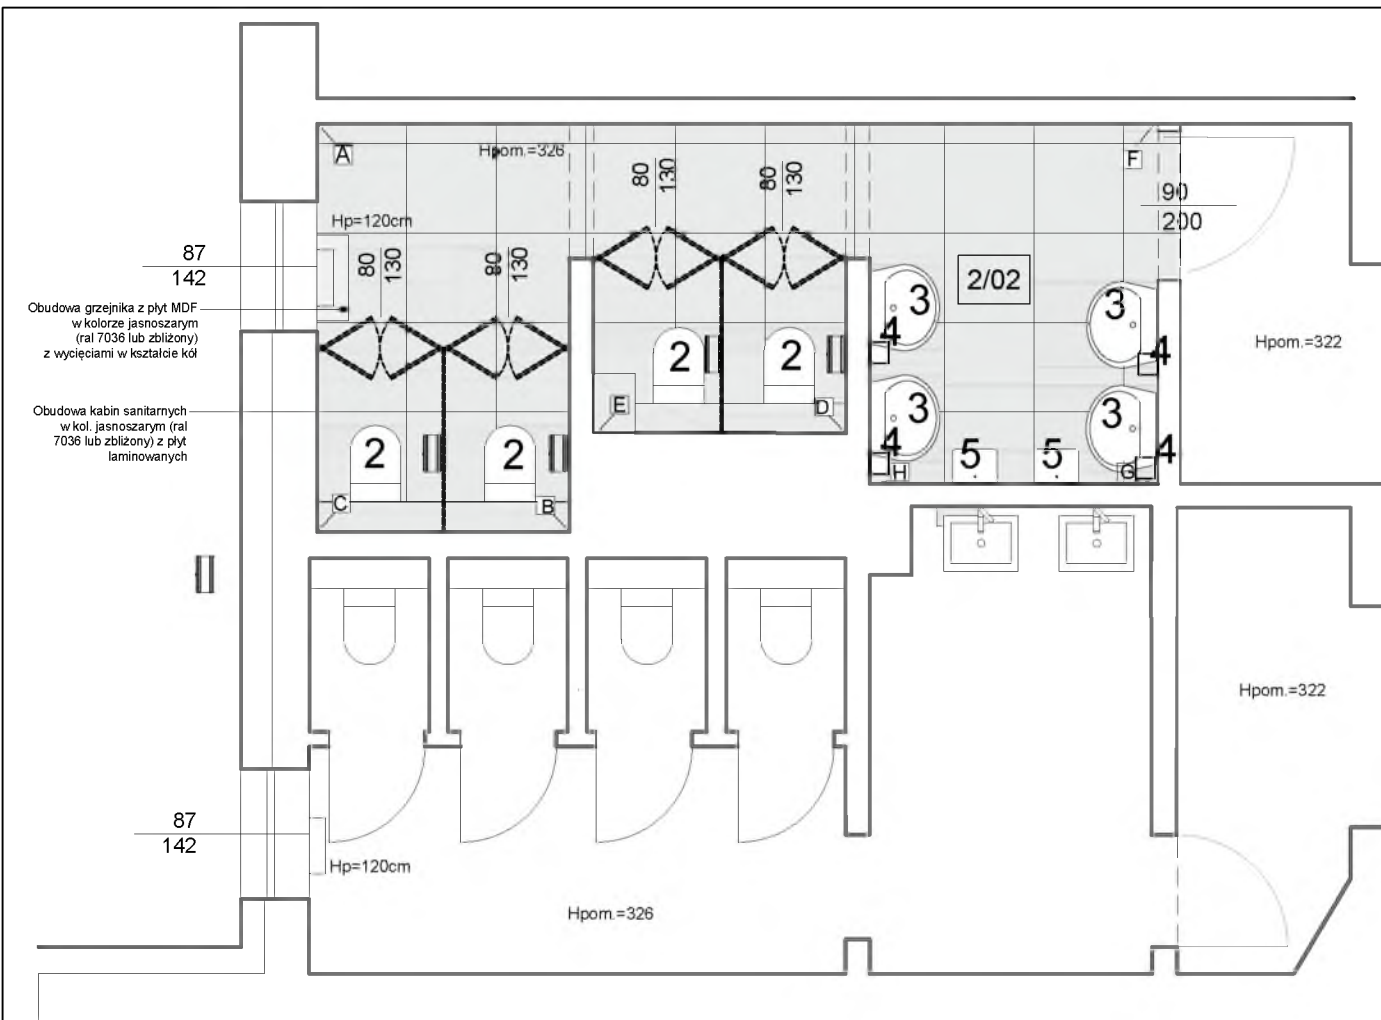 A
Hpom.=326
F
80
130
80
130
90
200
Hp=120cm
87
142
80
130
80
130
2/02
Obudowa grzejnika z płyt MDF
w kolorze jasnoszarym
(ral 7036 lub zbliżony)
z wycięciami w kształcie kół
3
3
4
4
2
2
Hpom.=322
Obudowa kabin sanitarnych
w kol. jasnoszarym (ral
7036 lub zbliżony) z płyt
laminowanych
E
D
3
3
2
2
4
4
5
5
H
G
C
B
Hpom.=322
87
142
Hp=120cm
Hpom.=326